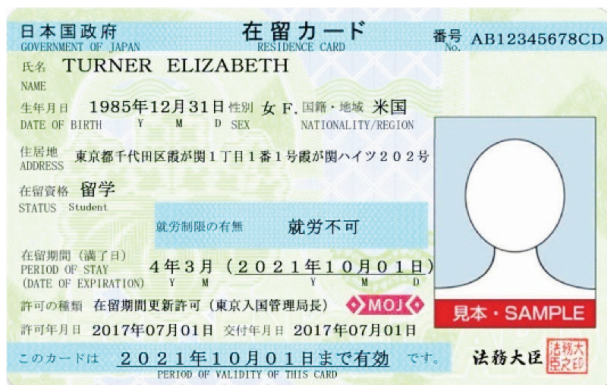 日本国政府 在留カード 番号 AB12345678CD
GOVERNMENT OF JAPAN RESIDENCE CARD No.
氏名 TURNER ELIZABETH
NAME
生年月日 1985年12月31日 性別 女 F. 国籍・地域 米国
DATE OF BIRTH Y M D SEX NATIONALITY/REGION
住居地 東京都千代田区霞が関1丁目1番1号霞が関ハイツ202号
ADDRESS
在留資格 留学
STATUS Student
就労制限の有無 就労不可
在留期間(満了日)
PERIOD OF STAY 4年3月(2021年10月01日)
(DATE OF EXPIRATION) Y M Y M D
許可の種類 在留期間更新許可(東京入国管理局長) MOJ
見本・SAMPLE
許可年月日 2017年07月01日 交付年月日 2017年07月01日
このカードは 2021年10月01日まで有効 です。
PERIOD OF VALIDITY OF THIS CARD
法務大臣 法務大臣之印